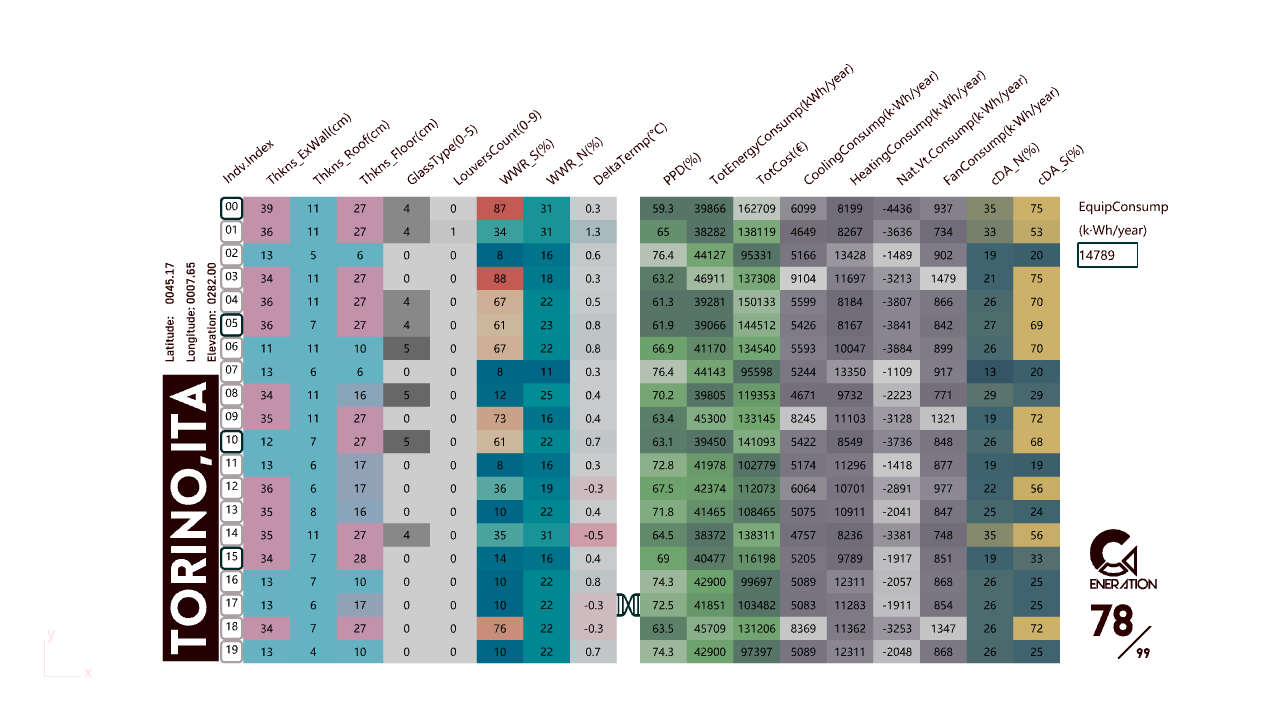 Indv.Index Thkns_ExWall(cm) Thkns_Roof(cm) Thkns_Floor(cm) GlassType(0-5) LouversCount(0-9) WWR_S(%) WWR_N(%) DeltaTermp(°C) PPD(%) TotEnergyConsump(kWh/year) TotCost(€) CoolingConsump(k·Wh/year) HeatingConsump(k·Wh/year) Nat.Vt.Consump(k·Wh/year) FanConsump(k·Wh/year) cDA_N(%) cDA_S(%)
00 39 11 27 4 0 87 31 0.3 59.3 39866 162709 6099 8199 -4436 937 35 75
01 36 11 27 4 1 34 31 1.3 65 38282 138119 4649 8267 -3636 734 33 53
02 13 5 6 0 0 8 16 0.6 76.4 44127 95331 5166 13428 -1489 902 19 20
03 34 11 27 0 0 88 18 0.3 63.2 46911 137308 9104 11697 -3213 1479 21 75
04 36 11 27 4 0 67 22 0.5 61.3 39281 150133 5599 8184 -3807 866 26 70
05 36 7 27 4 0 61 23 0.8 61.9 39066 144512 5426 8167 -3841 842 27 69
06 11 11 10 5 0 67 22 0.8 66.9 41170 134540 5593 10047 -3884 899 26 70
07 13 6 6 0 0 8 11 0.3 76.4 44143 95598 5244 13350 -1109 917 13 20
08 34 11 16 5 0 12 25 0.4 70.2 39805 119353 4671 9732 -2223 771 29 29
09 35 11 27 0 0 73 16 0.4 63.4 45300 133145 8245 11103 -3128 1321 19 72
10 12 7 27 5 0 61 22 0.7 63.1 39450 141093 5422 8549 -3736 848 26 68
11 13 6 17 0 0 8 16 0.3 72.8 41978 102779 5174 11296 -1418 877 19 19
12 36 6 17 0 0 36 19 -0.3 67.5 42374 112073 6064 10701 -2891 977 22 56
13 35 8 16 0 0 10 22 0.4 71.8 41465 108465 5075 10911 -2041 847 25 24
14 35 11 27 4 0 35 31 -0.5 64.5 38372 138311 4757 8236 -3381 748 35 56
15 34 7 28 0 0 14 16 0.4 69 40477 116198 5205 9789 -1917 851 19 33
16 13 7 10 0 0 10 22 0.8 74.3 42900 99697 5089 12311 -2057 868 26 25
17 13 6 17 0 0 10 22 -0.3 72.5 41851 103482 5083 11283 -1911 854 26 25
18 34 7 27 0 0 76 22 -0.3 63.5 45709 131206 8369 11362 -3253 1347 26 72
19 13 4 10 0 0 10 22 0.7 74.3 42900 97397 5089 12311 -2048 868 26 25
EquipConsump
(k·Wh/year)
14789
Latitude: 0045.17
Longitude: 0007.65
Elevation: 0282.00
TORINO,ITA
GENERATION
78/99
y
x